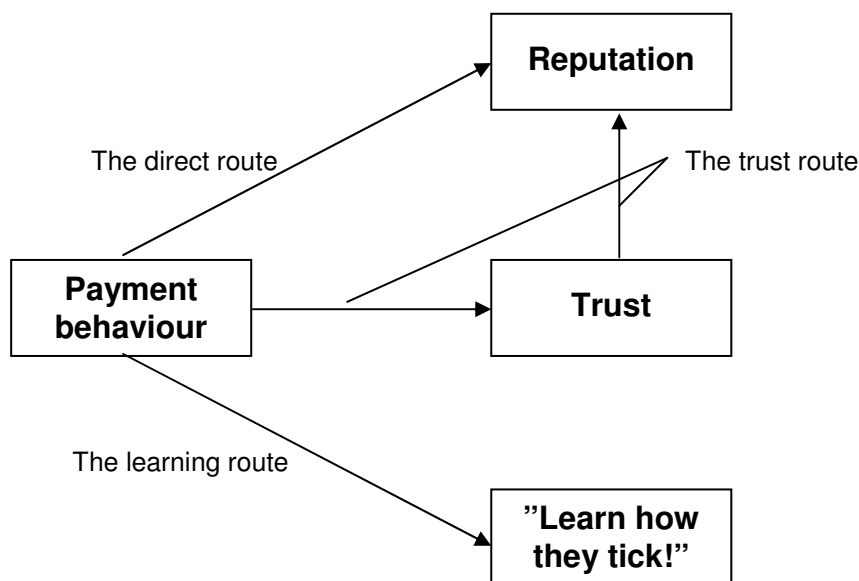 Reputation
The direct route
The trust route
Payment
behaviour
Trust
The learning route
”Learn how
they tick!”